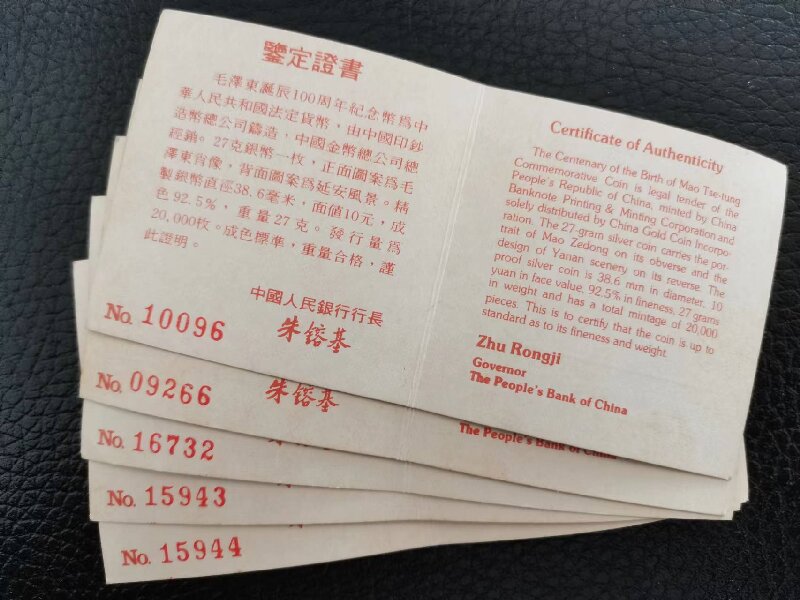 鑒定證書
毛澤東誕辰100周年紀念幣爲中
華人民共和國法定貨幣，由中國印鈔
造幣總公司鑄造，中國金幣總公司總
經銷。27克銀幣一枚，正面圖案爲毛
澤東肖像，背面圖案爲延安風景。精
製銀幣直徑38.6毫米，面值10元，成
色92.5%，重量27克。發行量爲
20,000枚。成色標準，重量合格，謹
此證明。
中國人民銀行行長
朱镕基
No. 10096
Certificate of Authenticity
The Centenary of the Birth of Mao Tse-tung
Commemorative Coin is legal tender of the
People's Republic of China, minted by China
Banknote Printing & Minting Corporation and
solely distributed by China Gold Coin Incorpo-
ration. The 27-gram silver coin carries the por-
trait of Mao Zedong on its obverse and the
design of Yanan scenery on its reverse. The
proof silver coin is 38.6 mm in diameter, 10
yuan in face value, 92.5% in fineness, 27 grams
in weight and has a total mintage of 20,000
pieces. This is to certify that the coin is up to
standard as to its fineness and weight.
Zhu Rongji
Governor
The People's Bank of China
No. 09266
朱镕基
The People's Bank of China
No. 16732
No. 15943
No. 15944